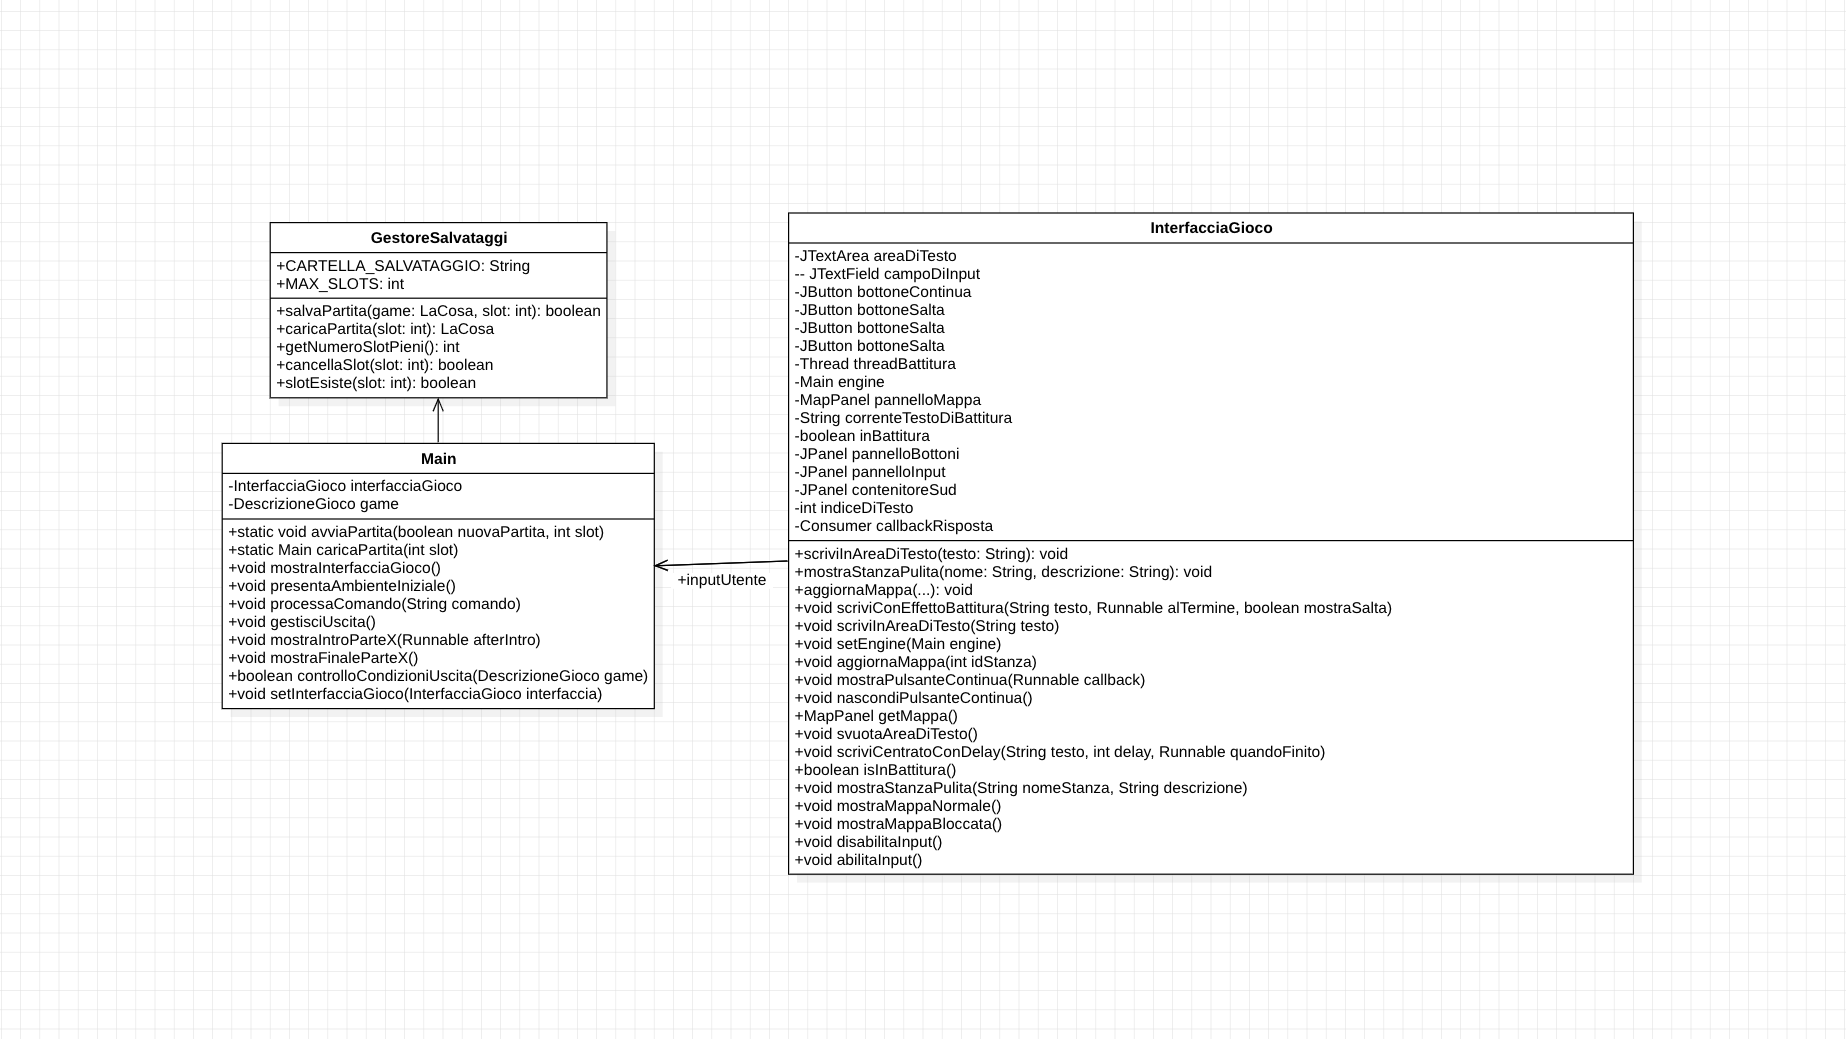 GestoreSalvataggi
+CARTELLA_SALVATAGGIO: String
+MAX_SLOTS: int
+salvaPartita(game: LaCosa, slot: int): boolean
+caricaPartita(slot: int): LaCosa
+getNumeroSlotPieni(): int
+cancellaSlot(slot: int): boolean
+slotEsiste(slot: int): boolean
Main
-InterfacciaGioco interfacciaGioco
-DescrizioneGioco game
+static void avviaPartita(boolean nuovaPartita, int slot)
+static Main caricaPartita(int slot)
+void mostraInterfacciaGioco()
+void presentaAmbienteIniziale()
+void processaComando(String comando)
+void gestisciUscita()
+void mostraIntroParteX(Runnable afterIntro)
+void mostraFinaleParteX()
+boolean controlloCondizioniUscita(DescrizioneGioco game)
+void setInterfacciaGioco(InterfacciaGioco interfaccia)
+inputUtente
InterfacciaGioco
-JTextArea areaDiTesto
-- JTextField campoDiInput
-JButton bottoneContinua
-JButton bottoneSalta
-JButton bottoneSalta
-JButton bottoneSalta
-Thread threadBattitura
-Main engine
-MapPanel pannelloMappa
-String correnteTestoDiBattitura
-boolean inBattitura
-JPanel pannelloBottoni
-JPanel pannelloInput
-JPanel contenitoreSud
-int indiceDiTesto
-Consumer callbackRisposta
+scriviInAreaDiTesto(testo: String): void
+mostraStanzaPulita(nome: String, descrizione: String): void
+aggiornaMappa(...): void
+void scriviConEffettoBattitura(String testo, Runnable alTermine, boolean mostraSalta)
+void scriviInAreaDiTesto(String testo)
+void setEngine(Main engine)
+void aggiornaMappa(int idStanza)
+void mostraPulsanteContinua(Runnable callback)
+void nascondiPulsanteContinua()
+MapPanel getMappa()
+void svuotaAreaDiTesto()
+void scriviCentratoConDelay(String testo, int delay, Runnable quandoFinito)
+boolean isInBattitura()
+void mostraStanzaPulita(String nomeStanza, String descrizione)
+void mostraMappaNormale()
+void mostraMappaBloccata()
+void disabilitaInput()
+void abilitaInput()